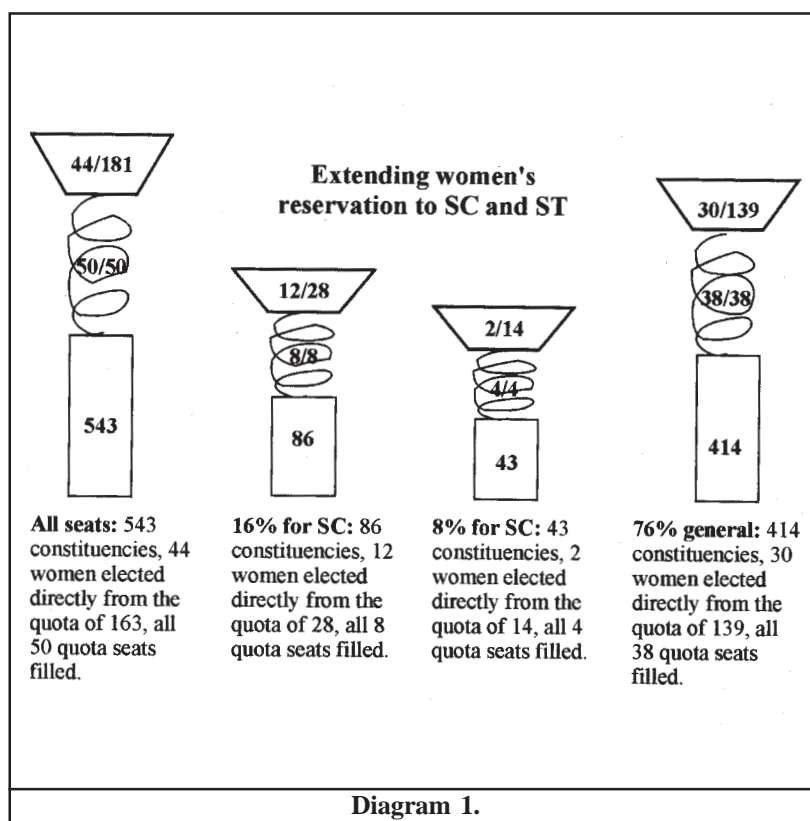 44/181
50/50
543
Extending women's
reservation to SC and ST
12/28
8/8
86
2/14
4/4
43
30/139
38/38
414
All seats: 543
constituencies, 44
women elected
directly from the
quota of 163, all
50 quota seats
filled.
16% for SC: 86
constituencies, 12
women elected
directly from the
quota of 28, all 8
quota seats filled.
8% for SC: 43
constituencies, 2
women elected
directly from the
quota of 14, all 4
quota seats filled.
76% general: 414
constituencies, 30
women elected
directly from the
quota of 139, all
38 quota seats
filled.
Diagram 1.